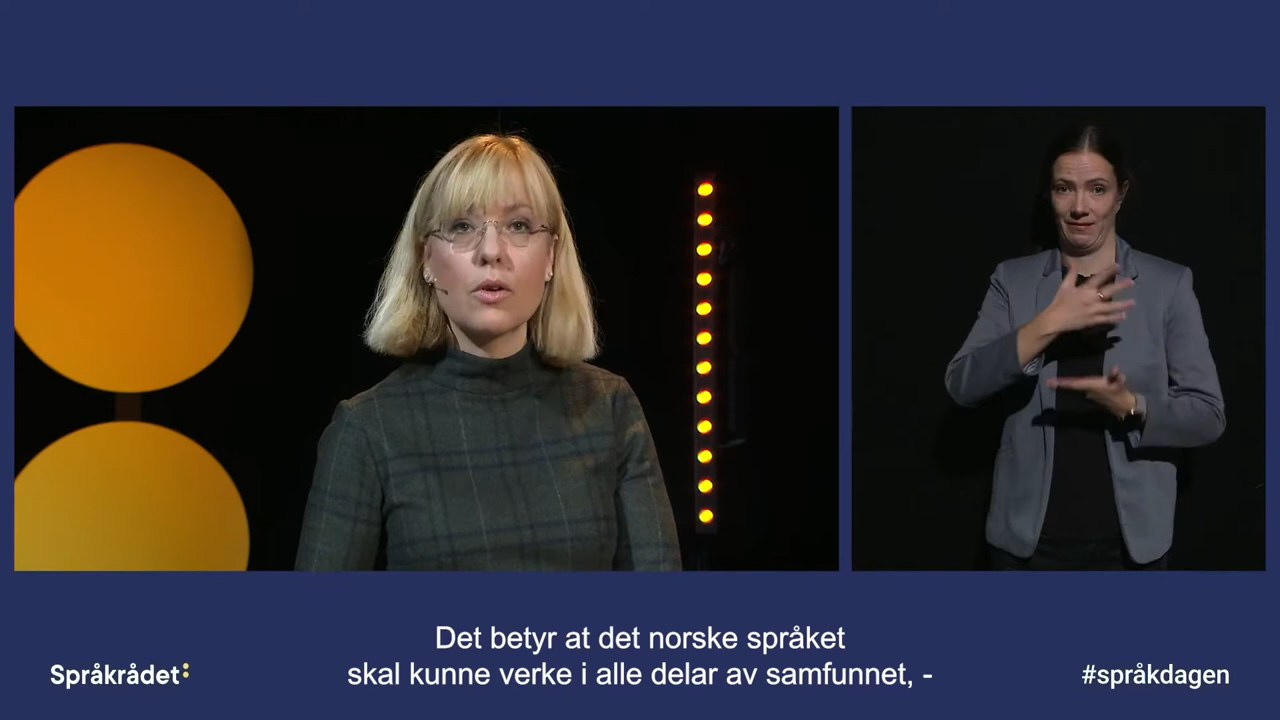 Det betyr at det norske språket
skal kunne verke i alle delar av samfunnet, -
Språkrådet:
#språkdagen